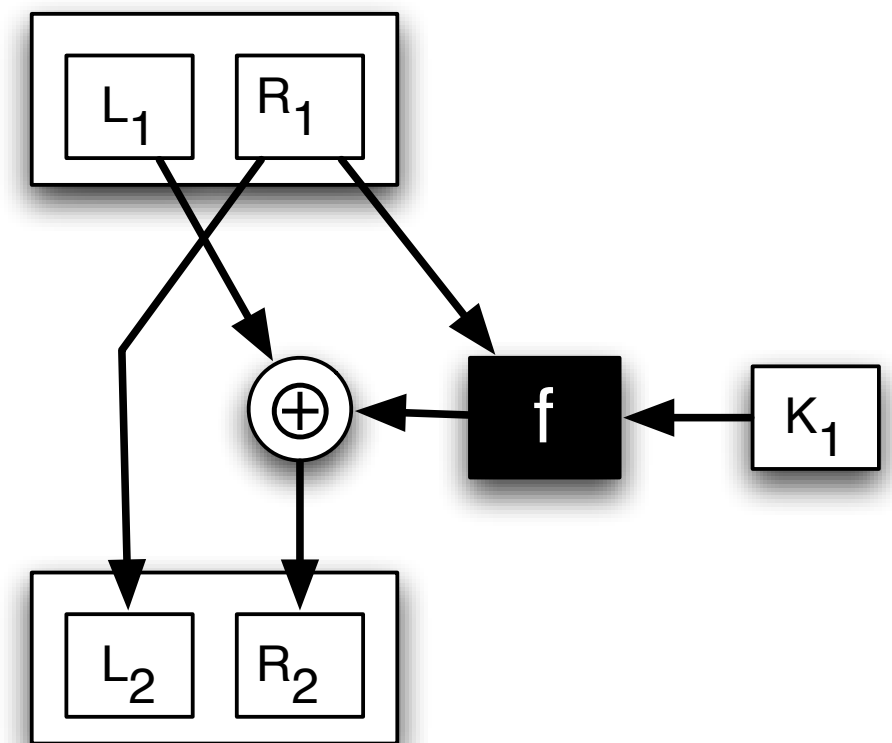 L₁ R₁
⊕ f K₁
L₂ R₂